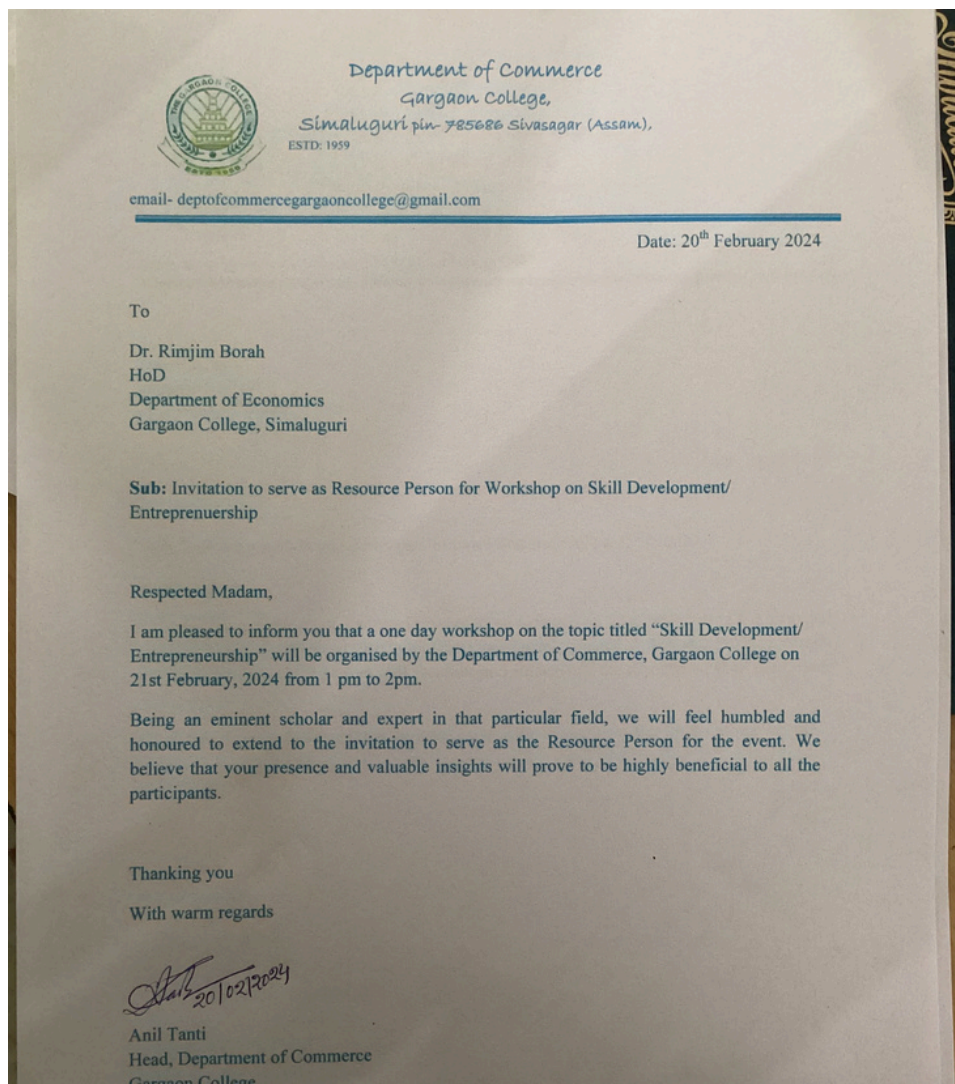 Department of Commerce
Gargaon College,
Simaluguri pin- 785686 Sivasagar (Assam),
ESTD: 1959
THE GARGAON COLLEGE
ESTD 1959
email- deptofcommercegargaoncollege@gmail.com
Date: 20th February 2024
To
Dr. Rimjim Borah
HoD
Department of Economics
Gargaon College, Simaluguri
Sub: Invitation to serve as Resource Person for Workshop on Skill Development/
Entreprenuership
Respected Madam,
I am pleased to inform you that a one day workshop on the topic titled “Skill Development/
Entrepreneurship” will be organised by the Department of Commerce, Gargaon College on
21st February, 2024 from 1 pm to 2pm.
Being an eminent scholar and expert in that particular field, we will feel humbled and
honoured to extend to the invitation to serve as the Resource Person for the event. We
believe that your presence and valuable insights will prove to be highly beneficial to all the
participants.
Thanking you
With warm regards
20/02/2024
Anil Tanti
Head, Department of Commerce
Gargaon College